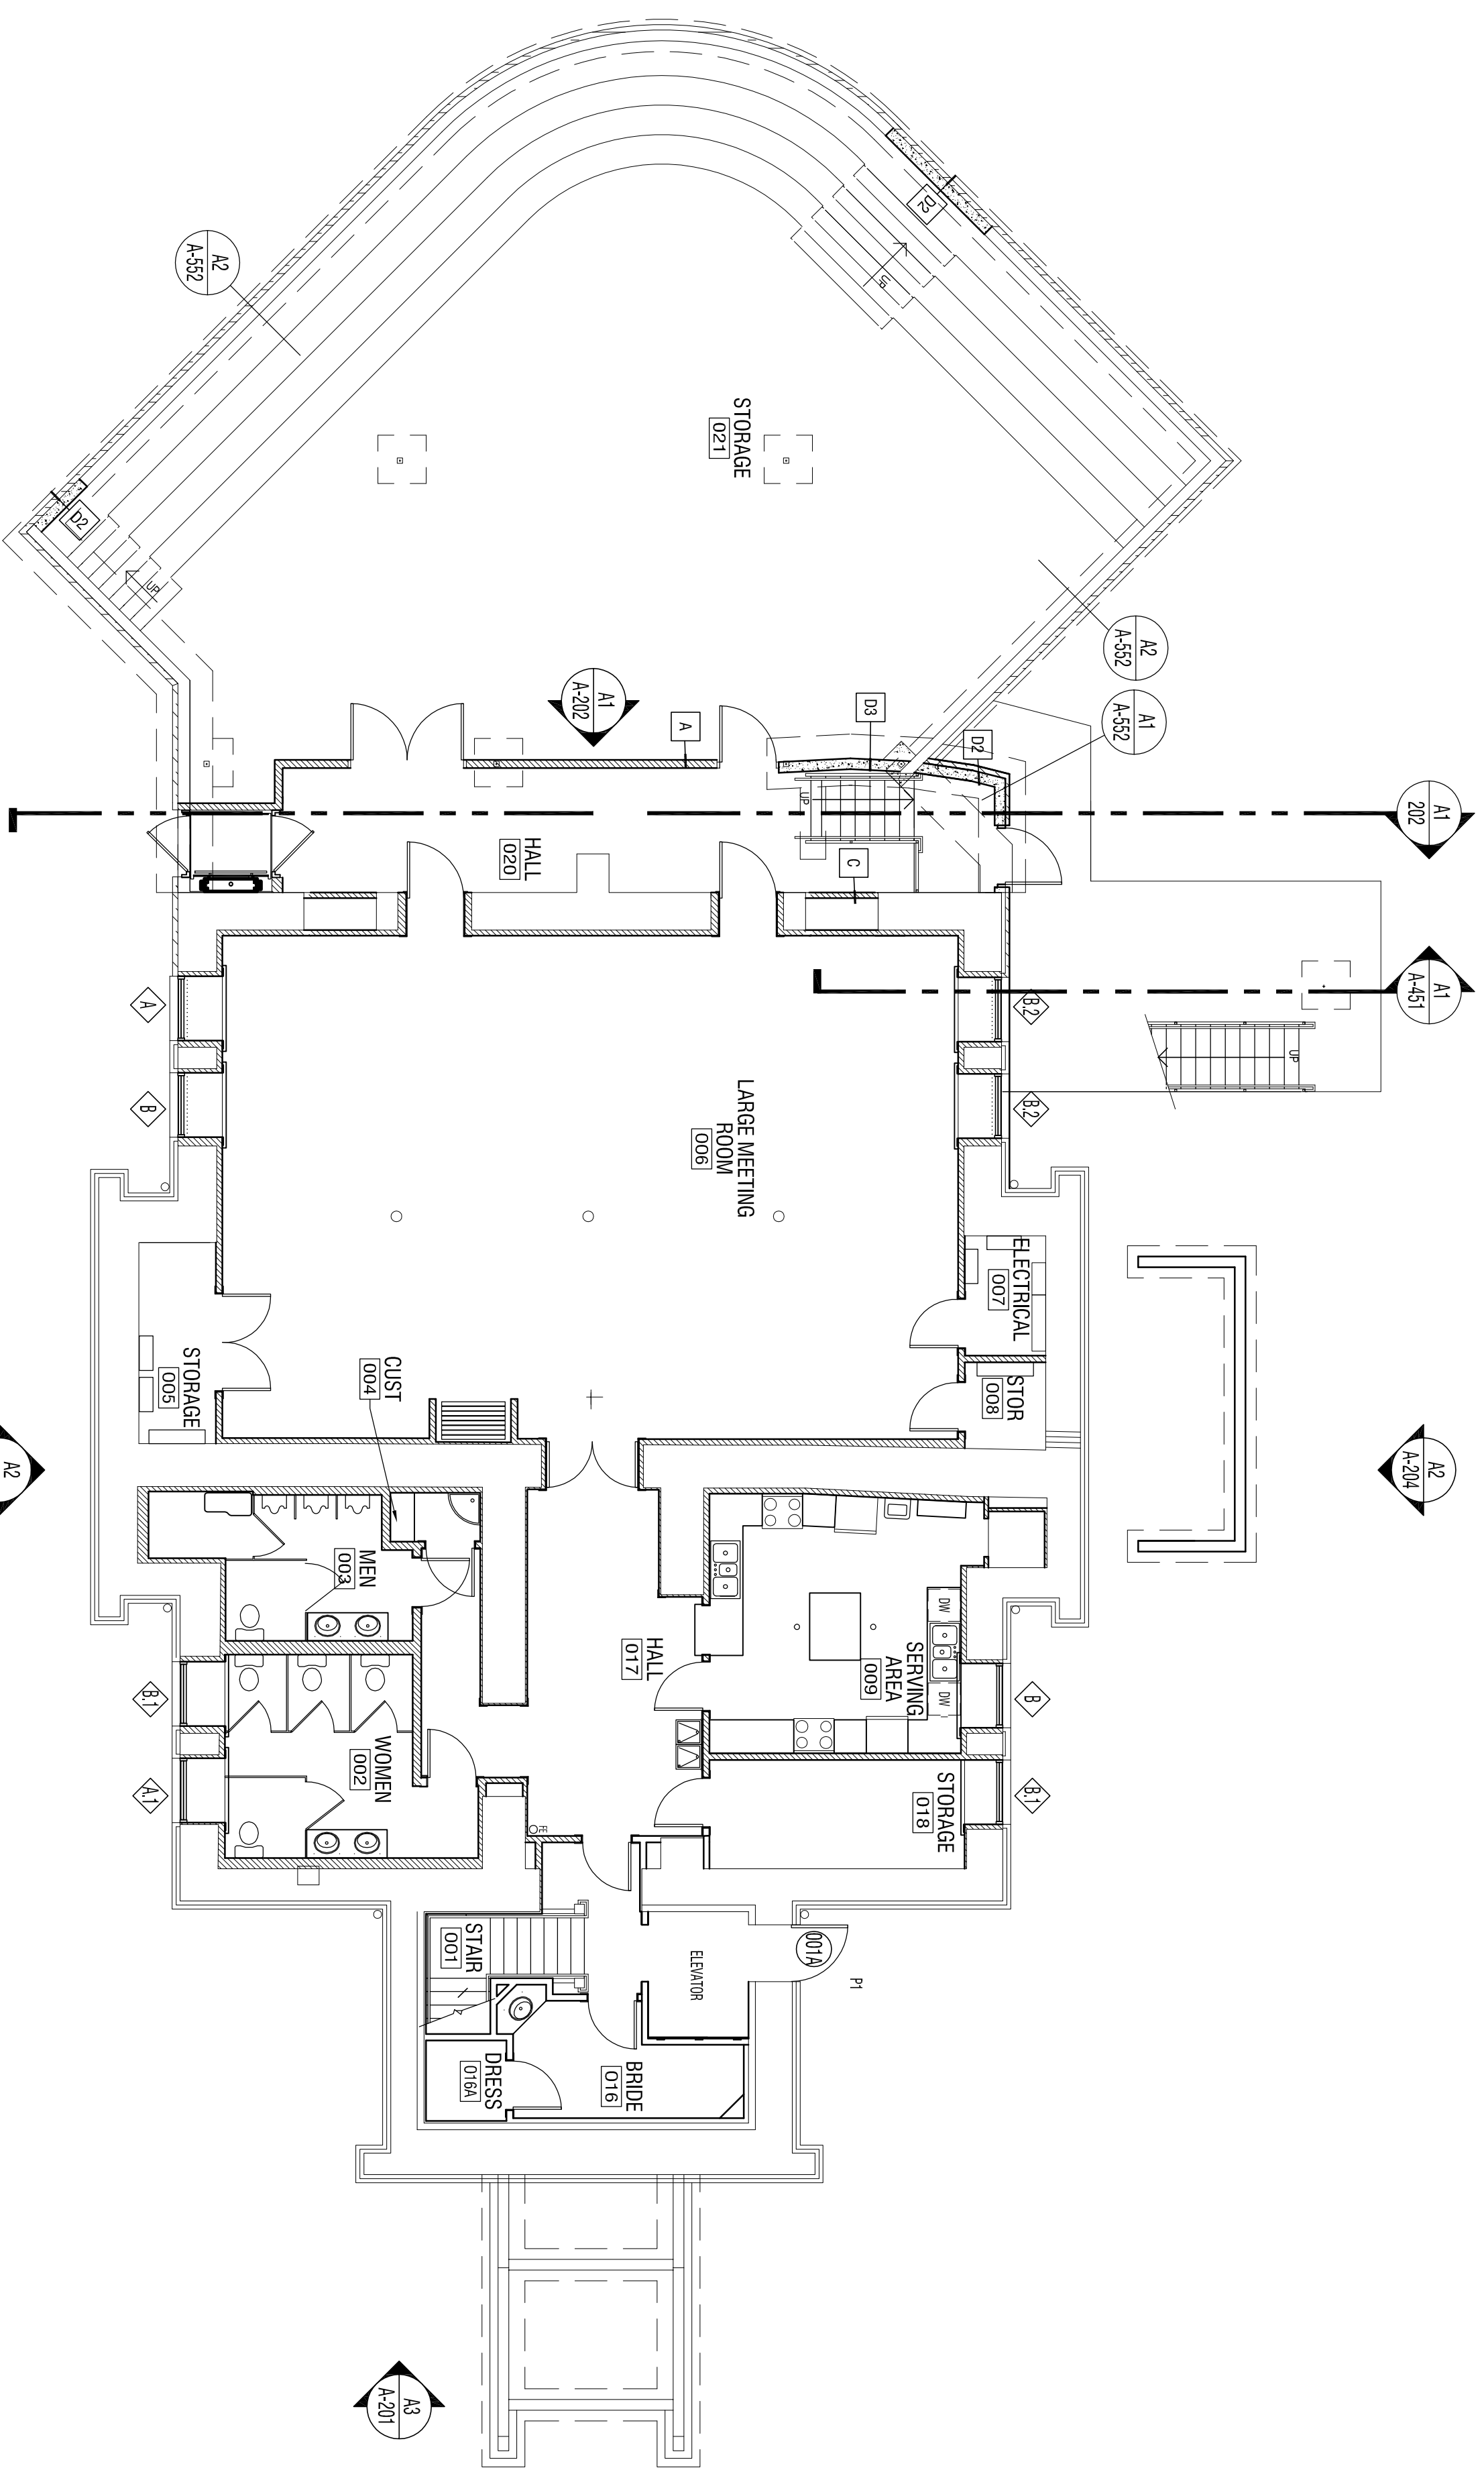 D2
UP
A2
A-552
STORAGE
021
D2
UP
A2
A-552
A1
A-552
A1
A-202
A
D3
D2
UP
A1
202
HALL
020
C
A1
A-451
UP
A
B
B.2
B.2
LARGE MEETING
ROOM
006
ELECTRICAL
007
STOR
008
STORAGE
005
CUST
004
A2
A2
A-204
MEN
003
HALL
017
SERVING
AREA
009
DW
DW
B.1
A.1
B
B.1
WOMEN
002
STORAGE
018
FE
STAIR
001
ELEVATOR
001A
P1
BRIDE
016
DRESS
016A
A3
A-201